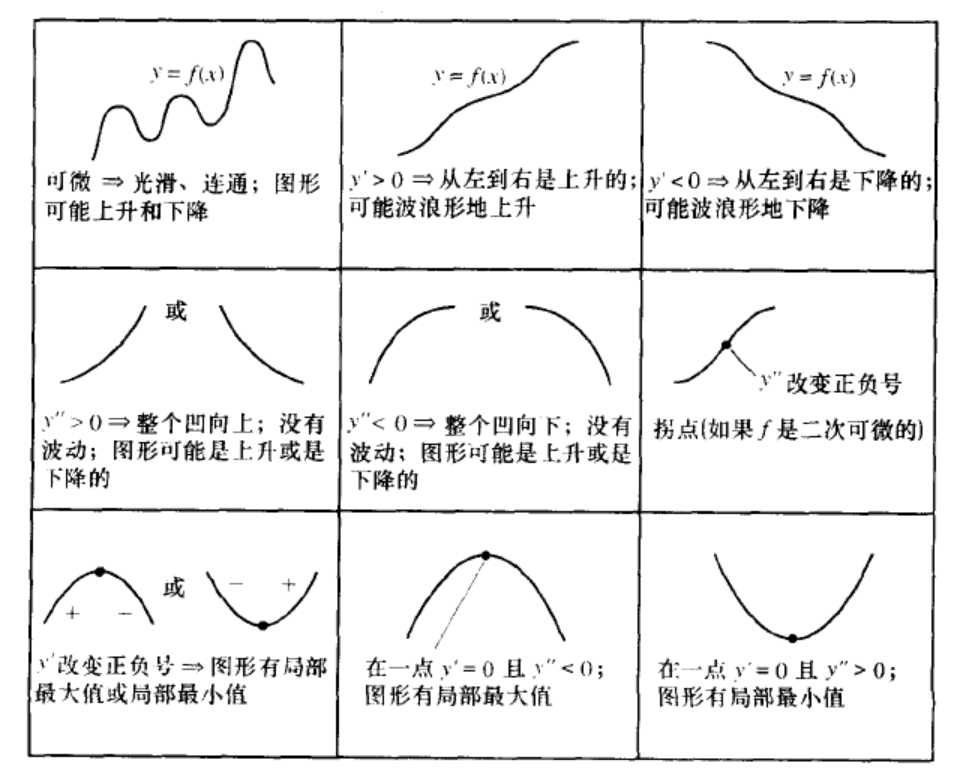 y = f(x)
可微 ⇒ 光滑、连通；图形
可能上升和下降
y = f(x)
y′ > 0 ⇒ 从左到右是上升的；
可能波浪形地上升
y = f(x)
y′ < 0 ⇒ 从左到右是下降的；
可能波浪形地下降
或
y″ > 0 ⇒ 整个凹向上；没有
波动；图形可能是上升或是
下降的
或
y″ < 0 ⇒ 整个凹向下；没有
波动；图形可能是上升或是
下降的
y″ 改变正负号
拐点(如果 f 是二次可微的)
+ − 或 − +
y′改变正负号 ⇒ 图形有局部
最大值或局部最小值
在一点 y′ = 0 且 y″ < 0；
图形有局部最大值
在一点 y′ = 0 且 y″ > 0；
图形有局部最小值